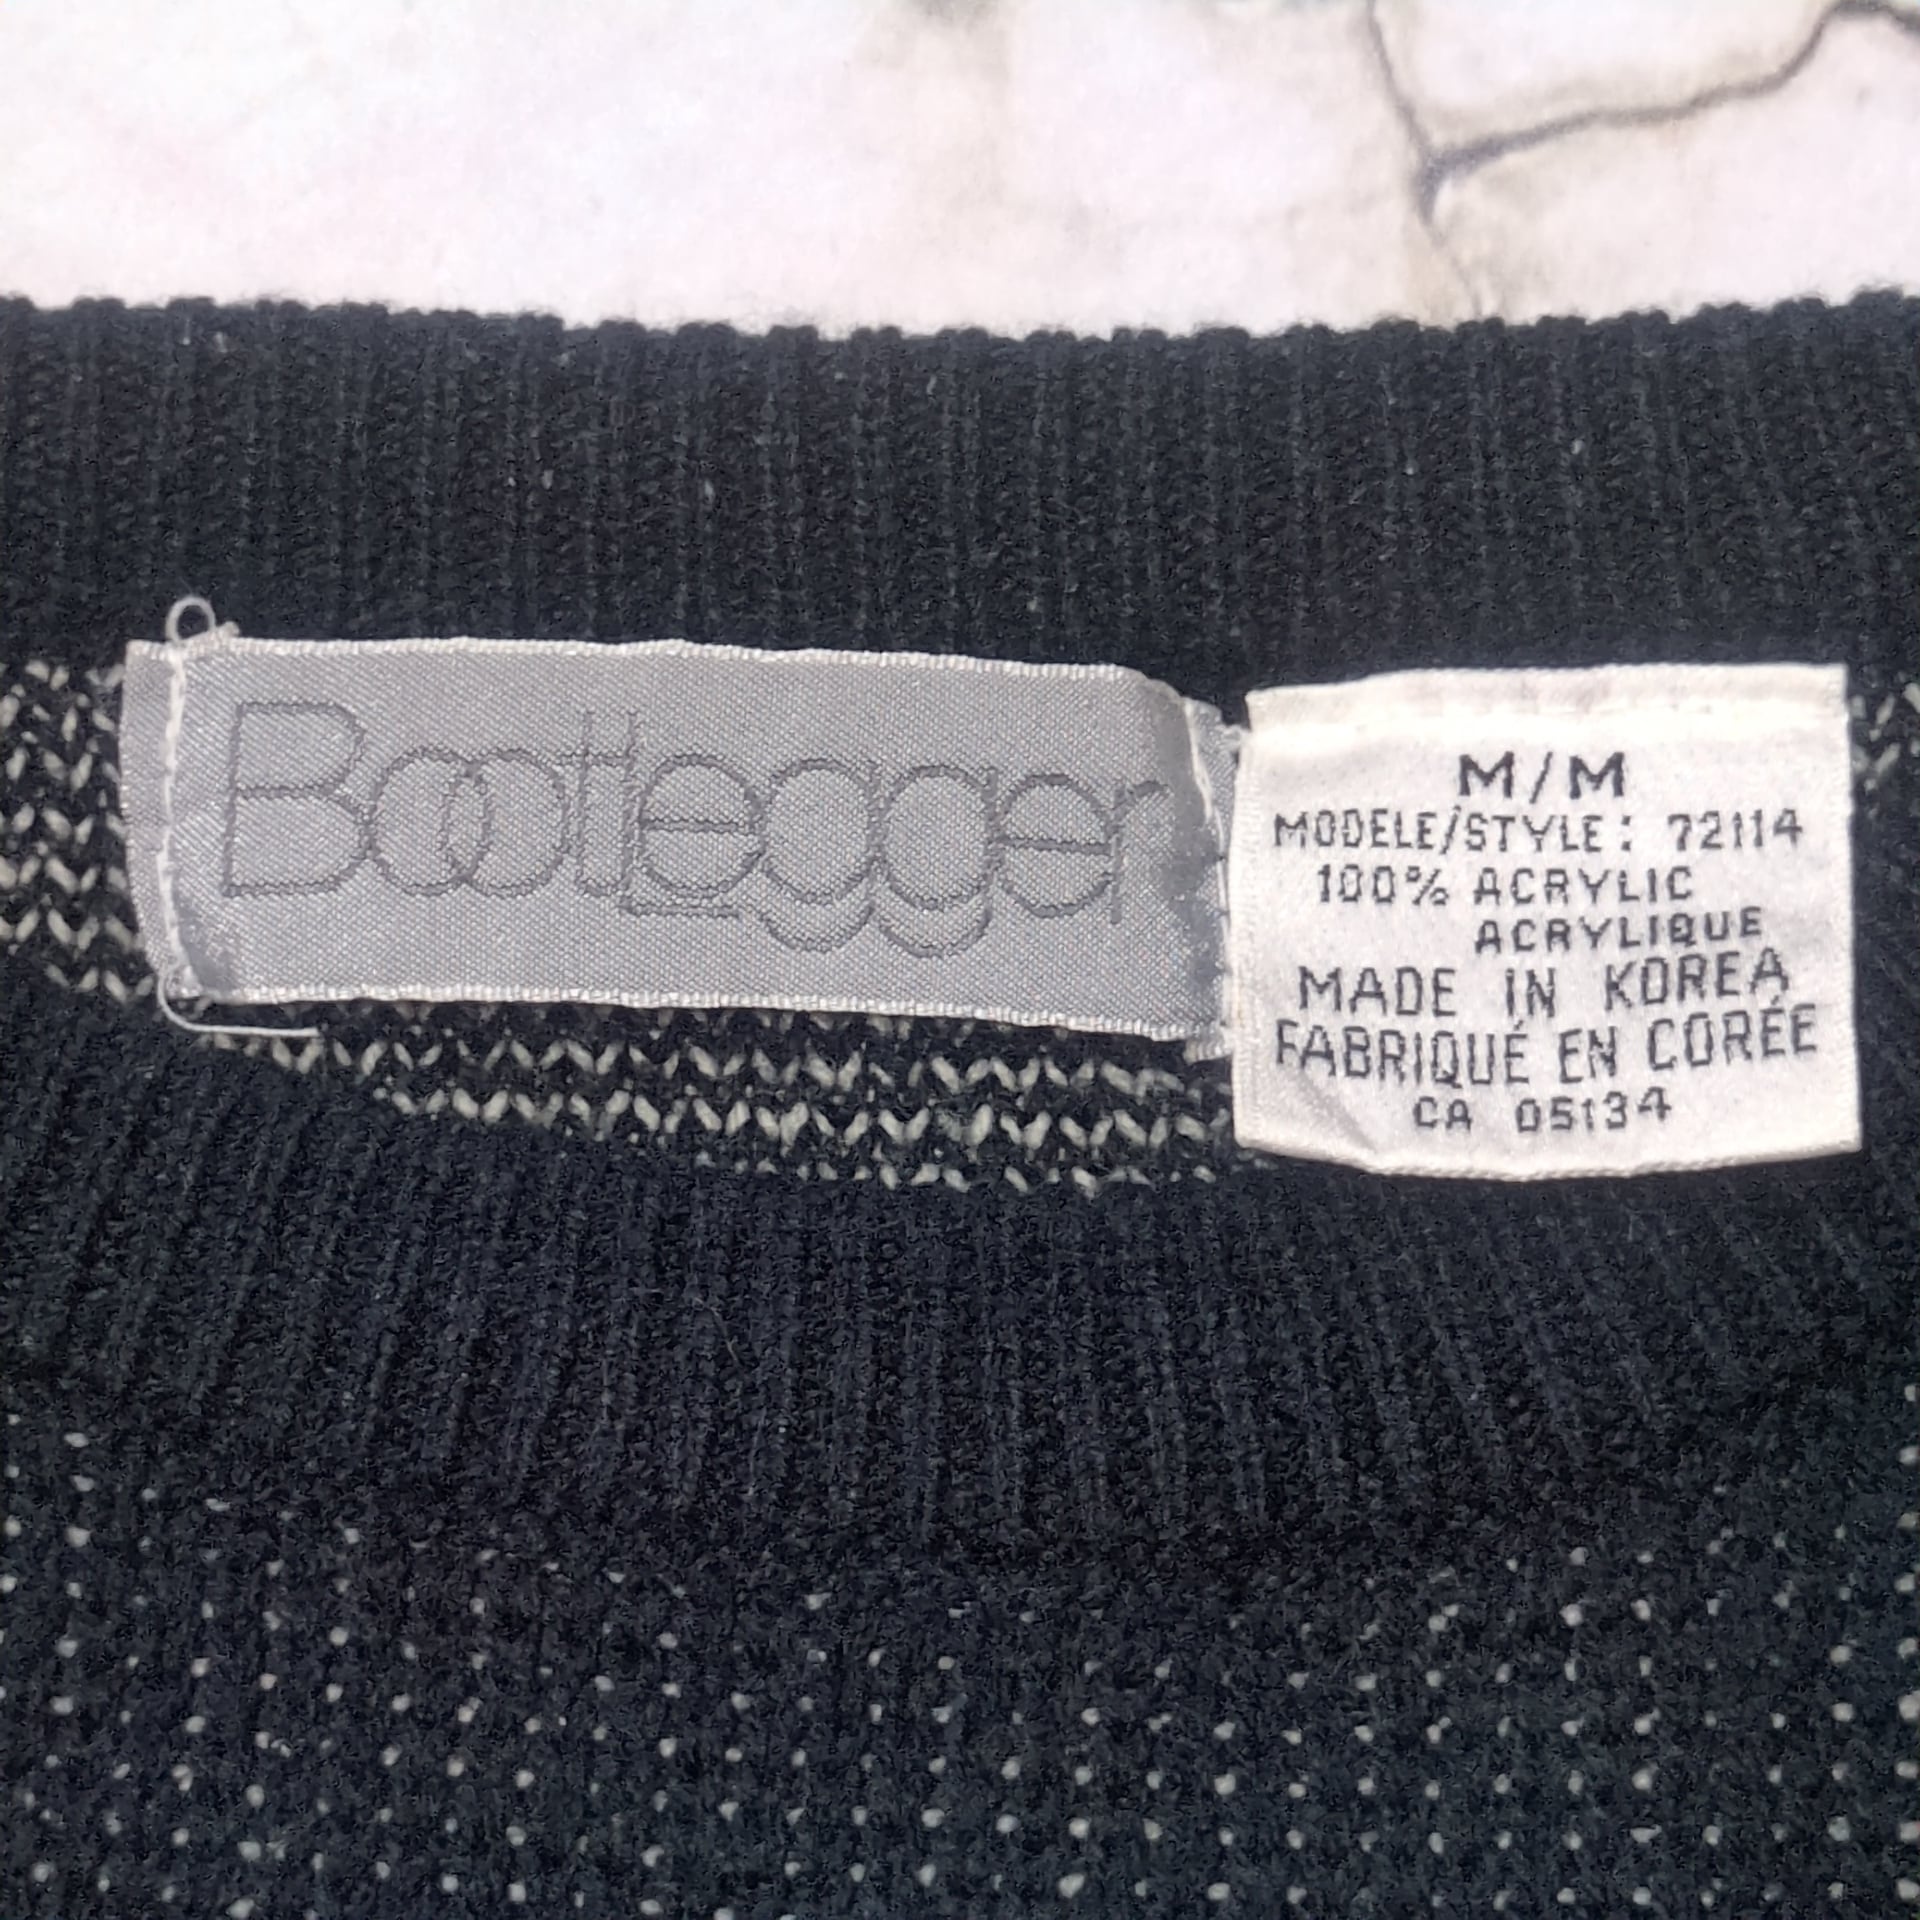 Bootlegger
M/M
MODELE/STYLE: 72114
100% ACRYLIC
ACRYLIQUE
MADE IN KOREA
FABRIQUÉ EN CORÉE
CA 05134